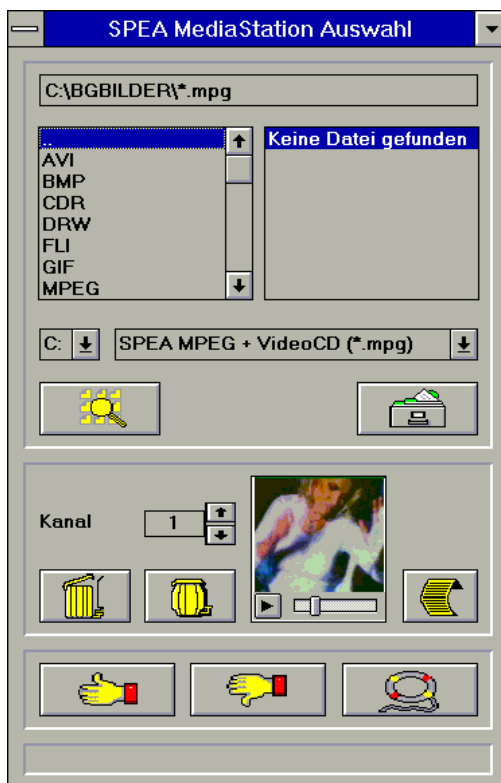 SPEA MediaStation Auswahl
C:\BGBILDER\*.mpg
..
AVI
BMP
CDR
DRW
FLI
GIF
MPEG
Keine Datei gefunden
C:
SPEA MPEG + VideoCD (*.mpg)
Kanal
1